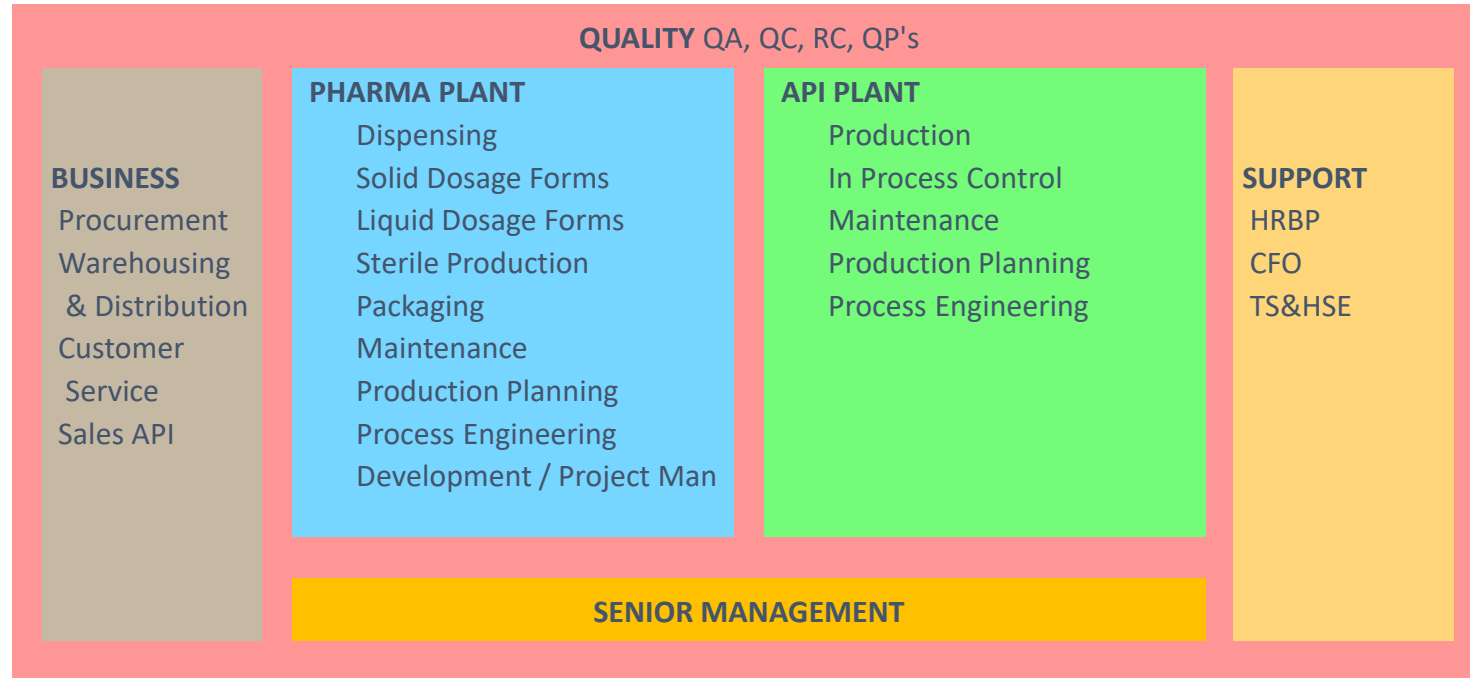 QUALITY QA, QC, RC, QP's
BUSINESS
Procurement
Warehousing
& Distribution
Customer
Service
Sales API
PHARMA PLANT
Dispensing
Solid Dosage Forms
Liquid Dosage Forms
Sterile Production
Packaging
Maintenance
Production Planning
Process Engineering
Development / Project Man
API PLANT
Production
In Process Control
Maintenance
Production Planning
Process Engineering
SUPPORT
HRBP
CFO
TS&HSE
SENIOR MANAGEMENT